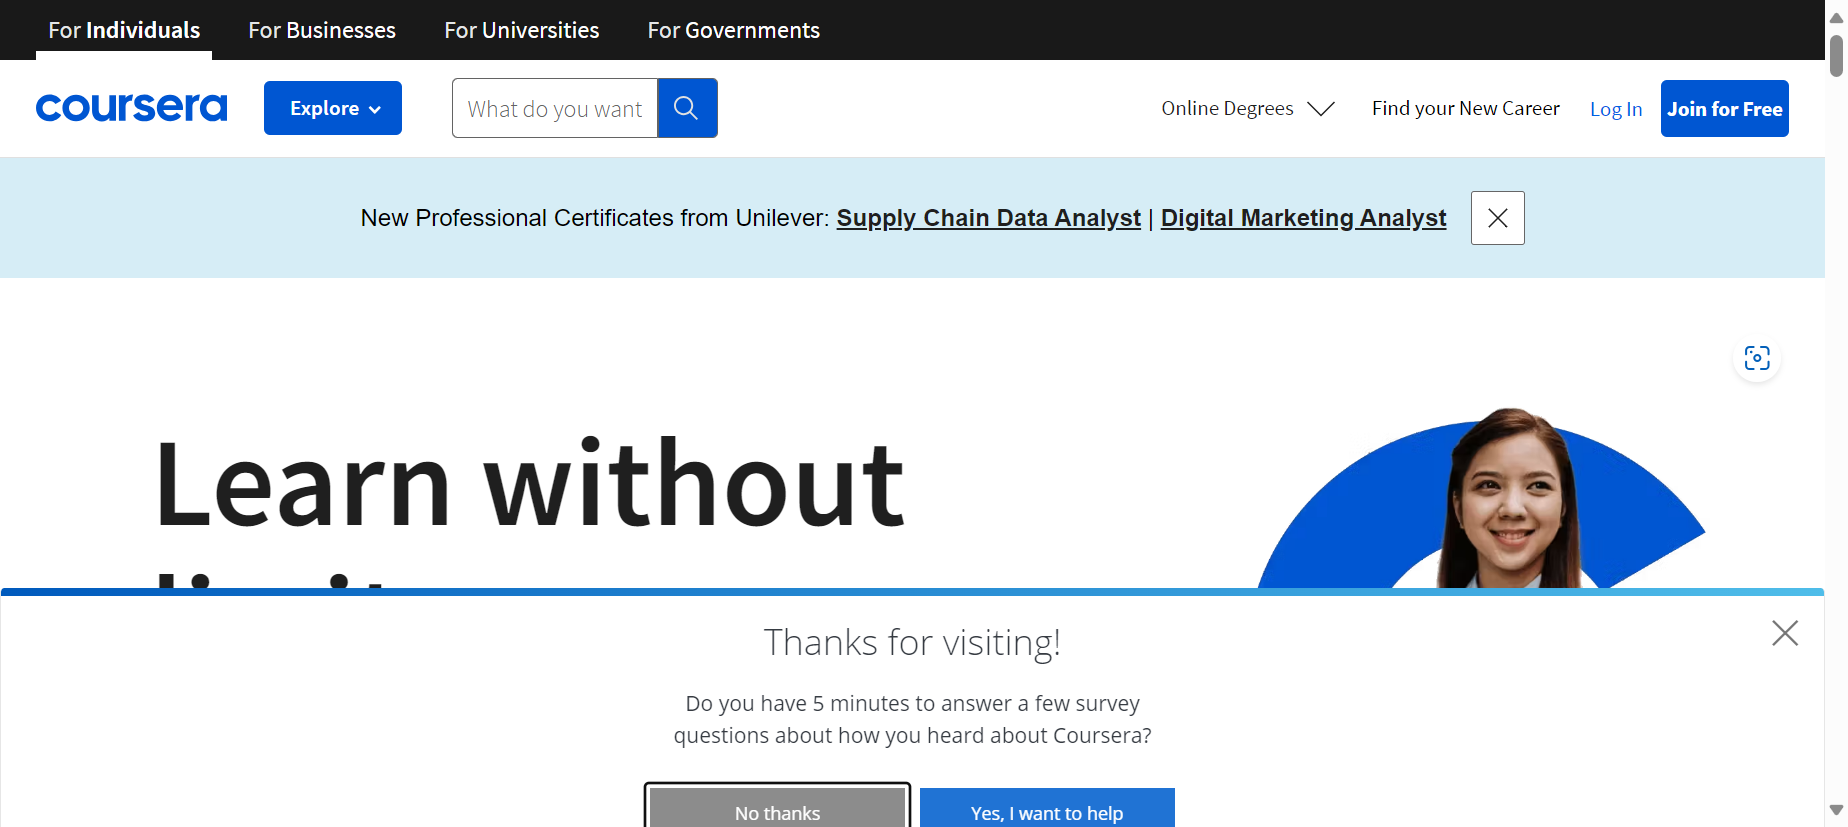 For Individuals For Businesses For Universities For Governments
coursera Explore What do you want Online Degrees Find your New Career Log In Join for Free
New Professional Certificates from Unilever: Supply Chain Data Analyst | Digital Marketing Analyst
Learn without
Thanks for visiting!
Do you have 5 minutes to answer a few survey
questions about how you heard about Coursera?
No thanks Yes, I want to help